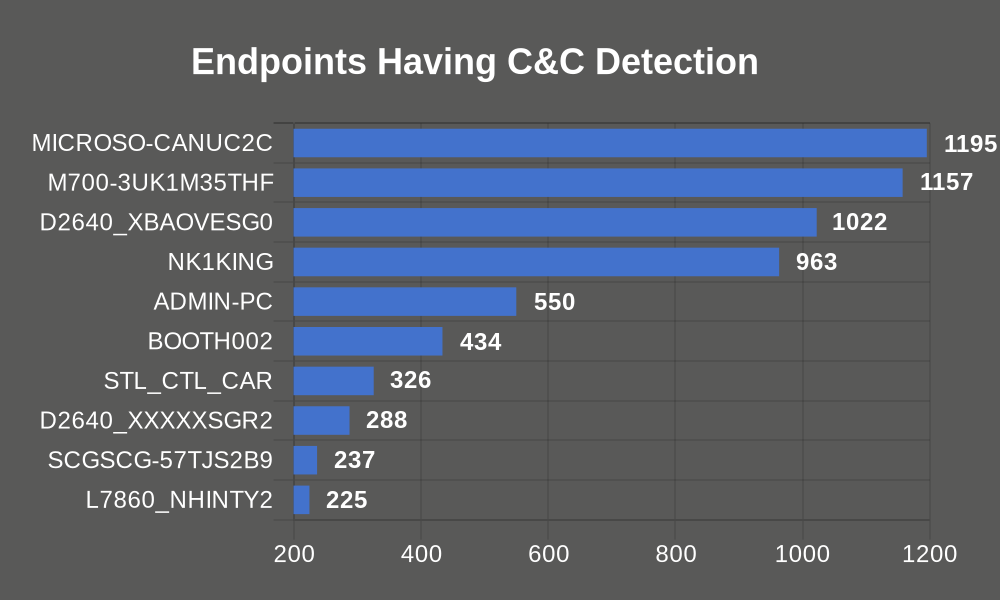 Endpoints Having C&C Detection
MICROSO-CANUC2C 1195
M700-3UK1M35THF 1157
D2640_XBAOVESG0 1022
NK1KING 963
ADMIN-PC 550
BOOTH002 434
STL_CTL_CAR 326
D2640_XXXXXSGR2 288
SCGSCG-57TJS2B9 237
L7860_NHINTY2 225
200 400 600 800 1000 1200